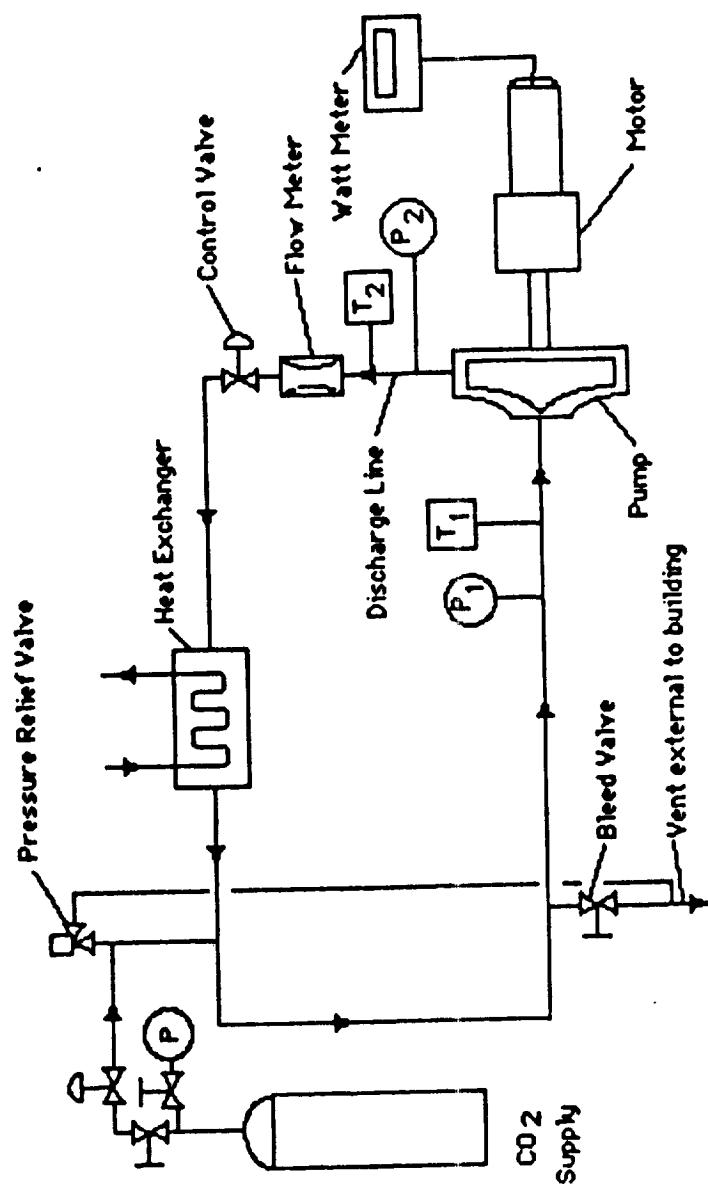 Pressure Relief Valve
Heat Exchanger
Control Valve
Flow Meter
Watt Meter
T2
P2
Discharge Line
P
T1
P1
Motor
Pump
CO2
Supply
Bleed Valve
Vent external to building